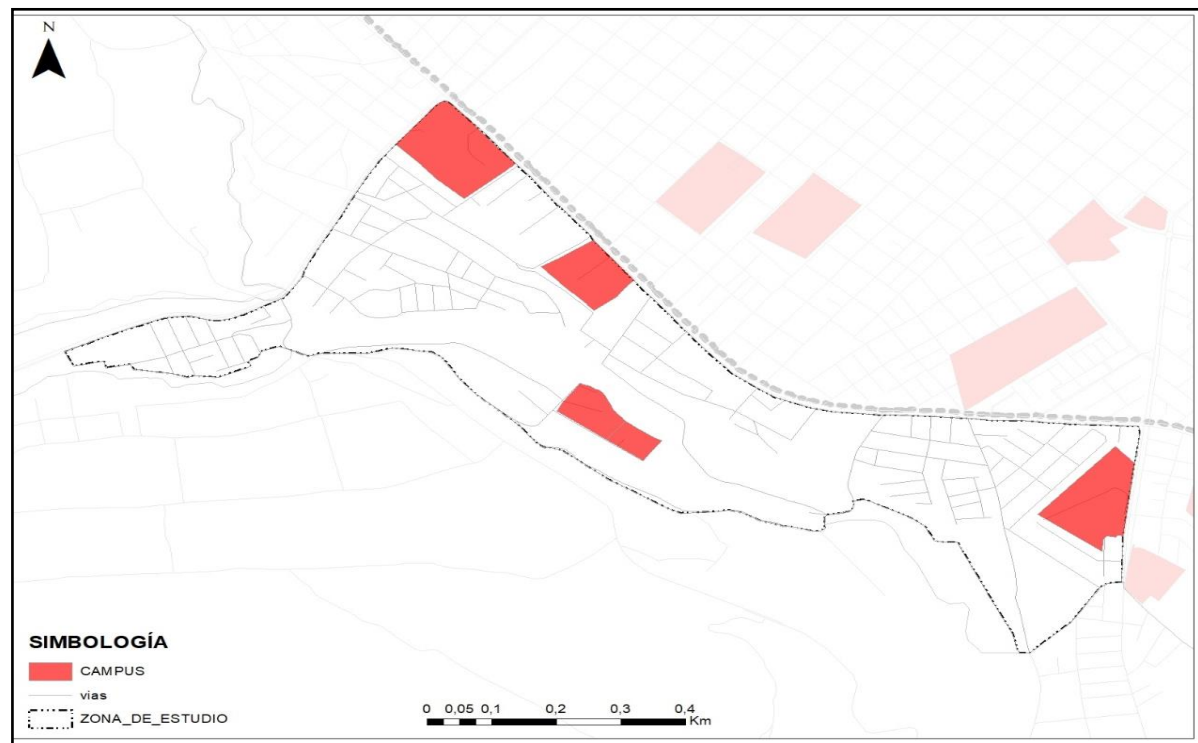 N
SIMBOLOGÍA
CAMPUS
vias
ZONA_DE_ESTUDIO
0 0,05 0,1 0,2 0,3 0,4
Km